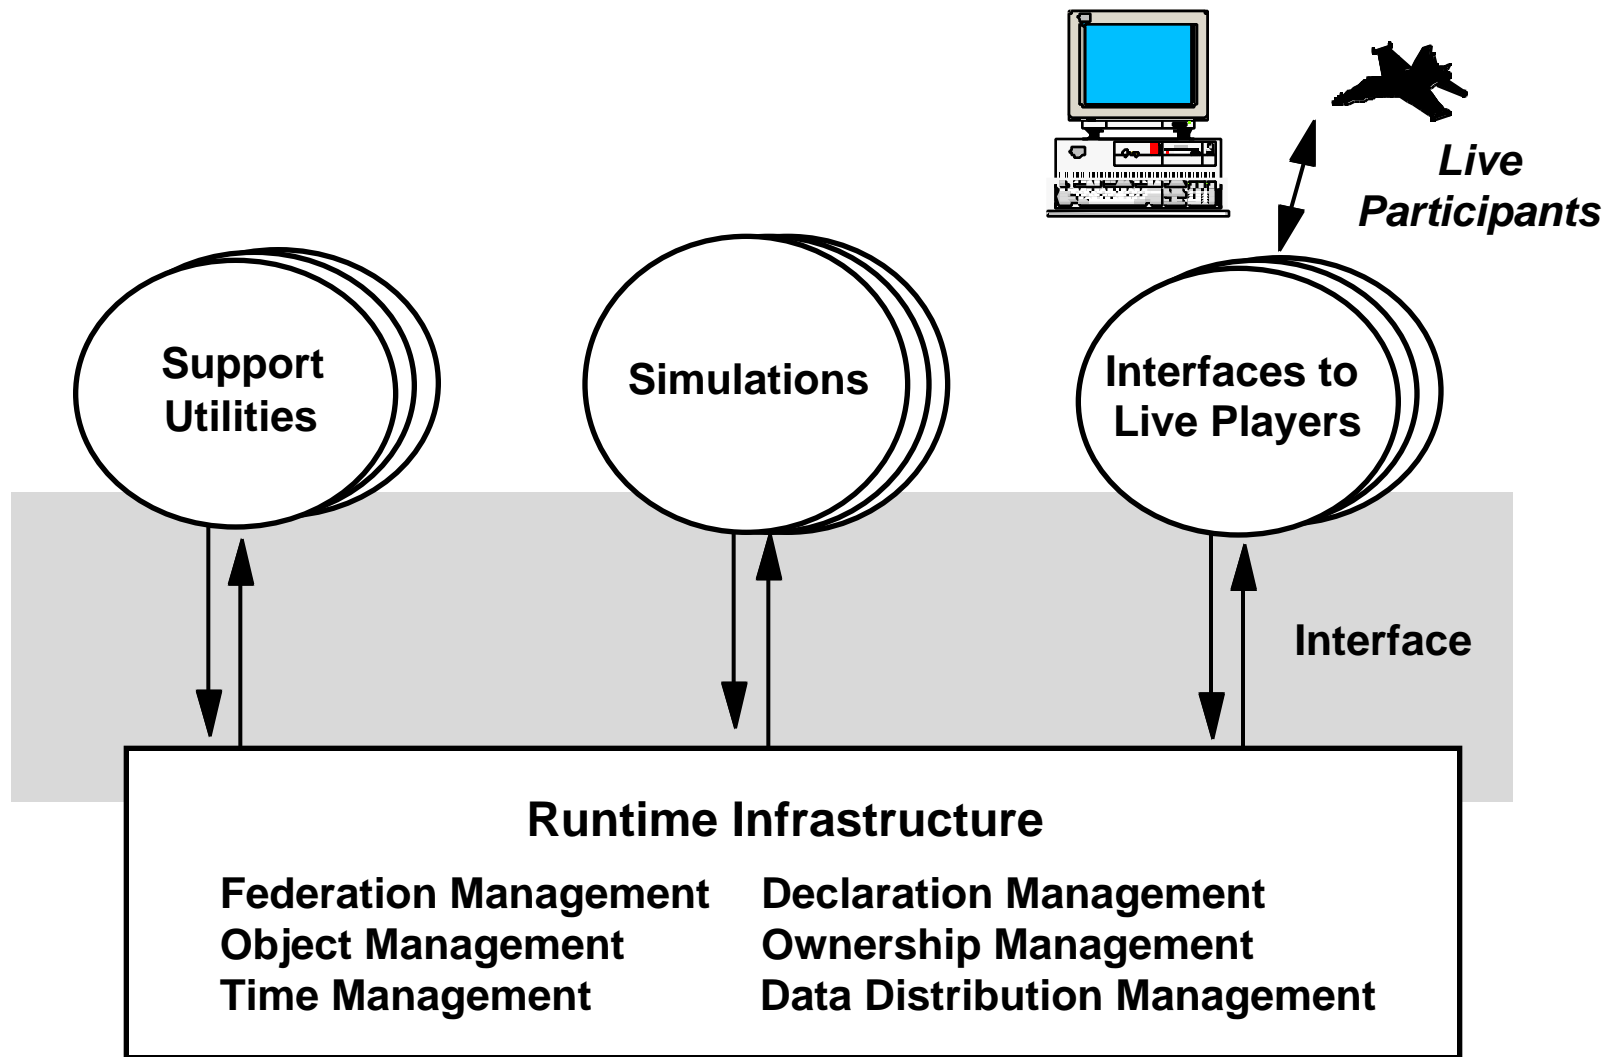 Live
Participants
Support
Utilities
Simulations
Interfaces to
Live Players
Interface
Runtime Infrastructure
Federation Management Declaration Management
Object Management Ownership Management
Time Management Data Distribution Management